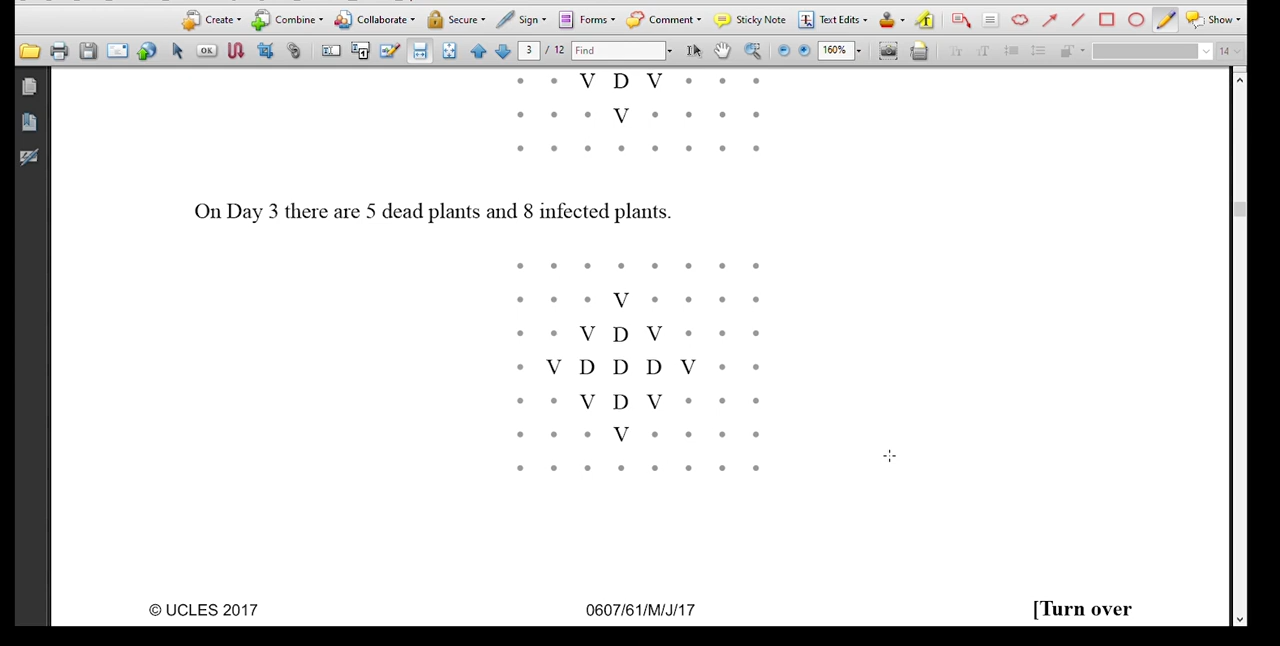 Create Combine Collaborate Secure Sign Forms Comment Sticky Note Text Edits Show
OK 3 / 12 Find 160% 14
V D V
V
On Day 3 there are 5 dead plants and 8 infected plants.
V
V D V
V D D D V
V D V
V
© UCLES 2017 0607/61/M/J/17 [Turn over